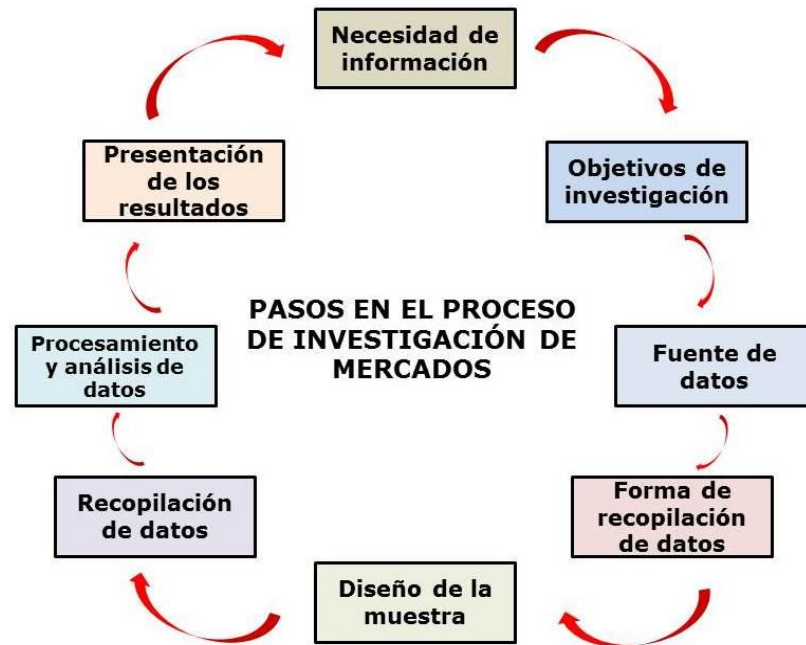 Necesidad de
información
Objetivos de
investigación
Fuente de
datos
Forma de
recopilación
de datos
Diseño de la
muestra
Recopilación
de datos
Procesamiento
y análisis de
datos
Presentación
de los
resultados
PASOS EN EL PROCESO
DE INVESTIGACIÓN DE
MERCADOS